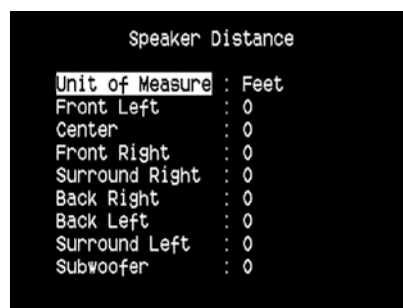 Speaker Distance
Unit of Measure : Feet
Front Left : 0
Center : 0
Front Right : 0
Surround Right : 0
Back Right : 0
Back Left : 0
Surround Left : 0
Subwoofer : 0